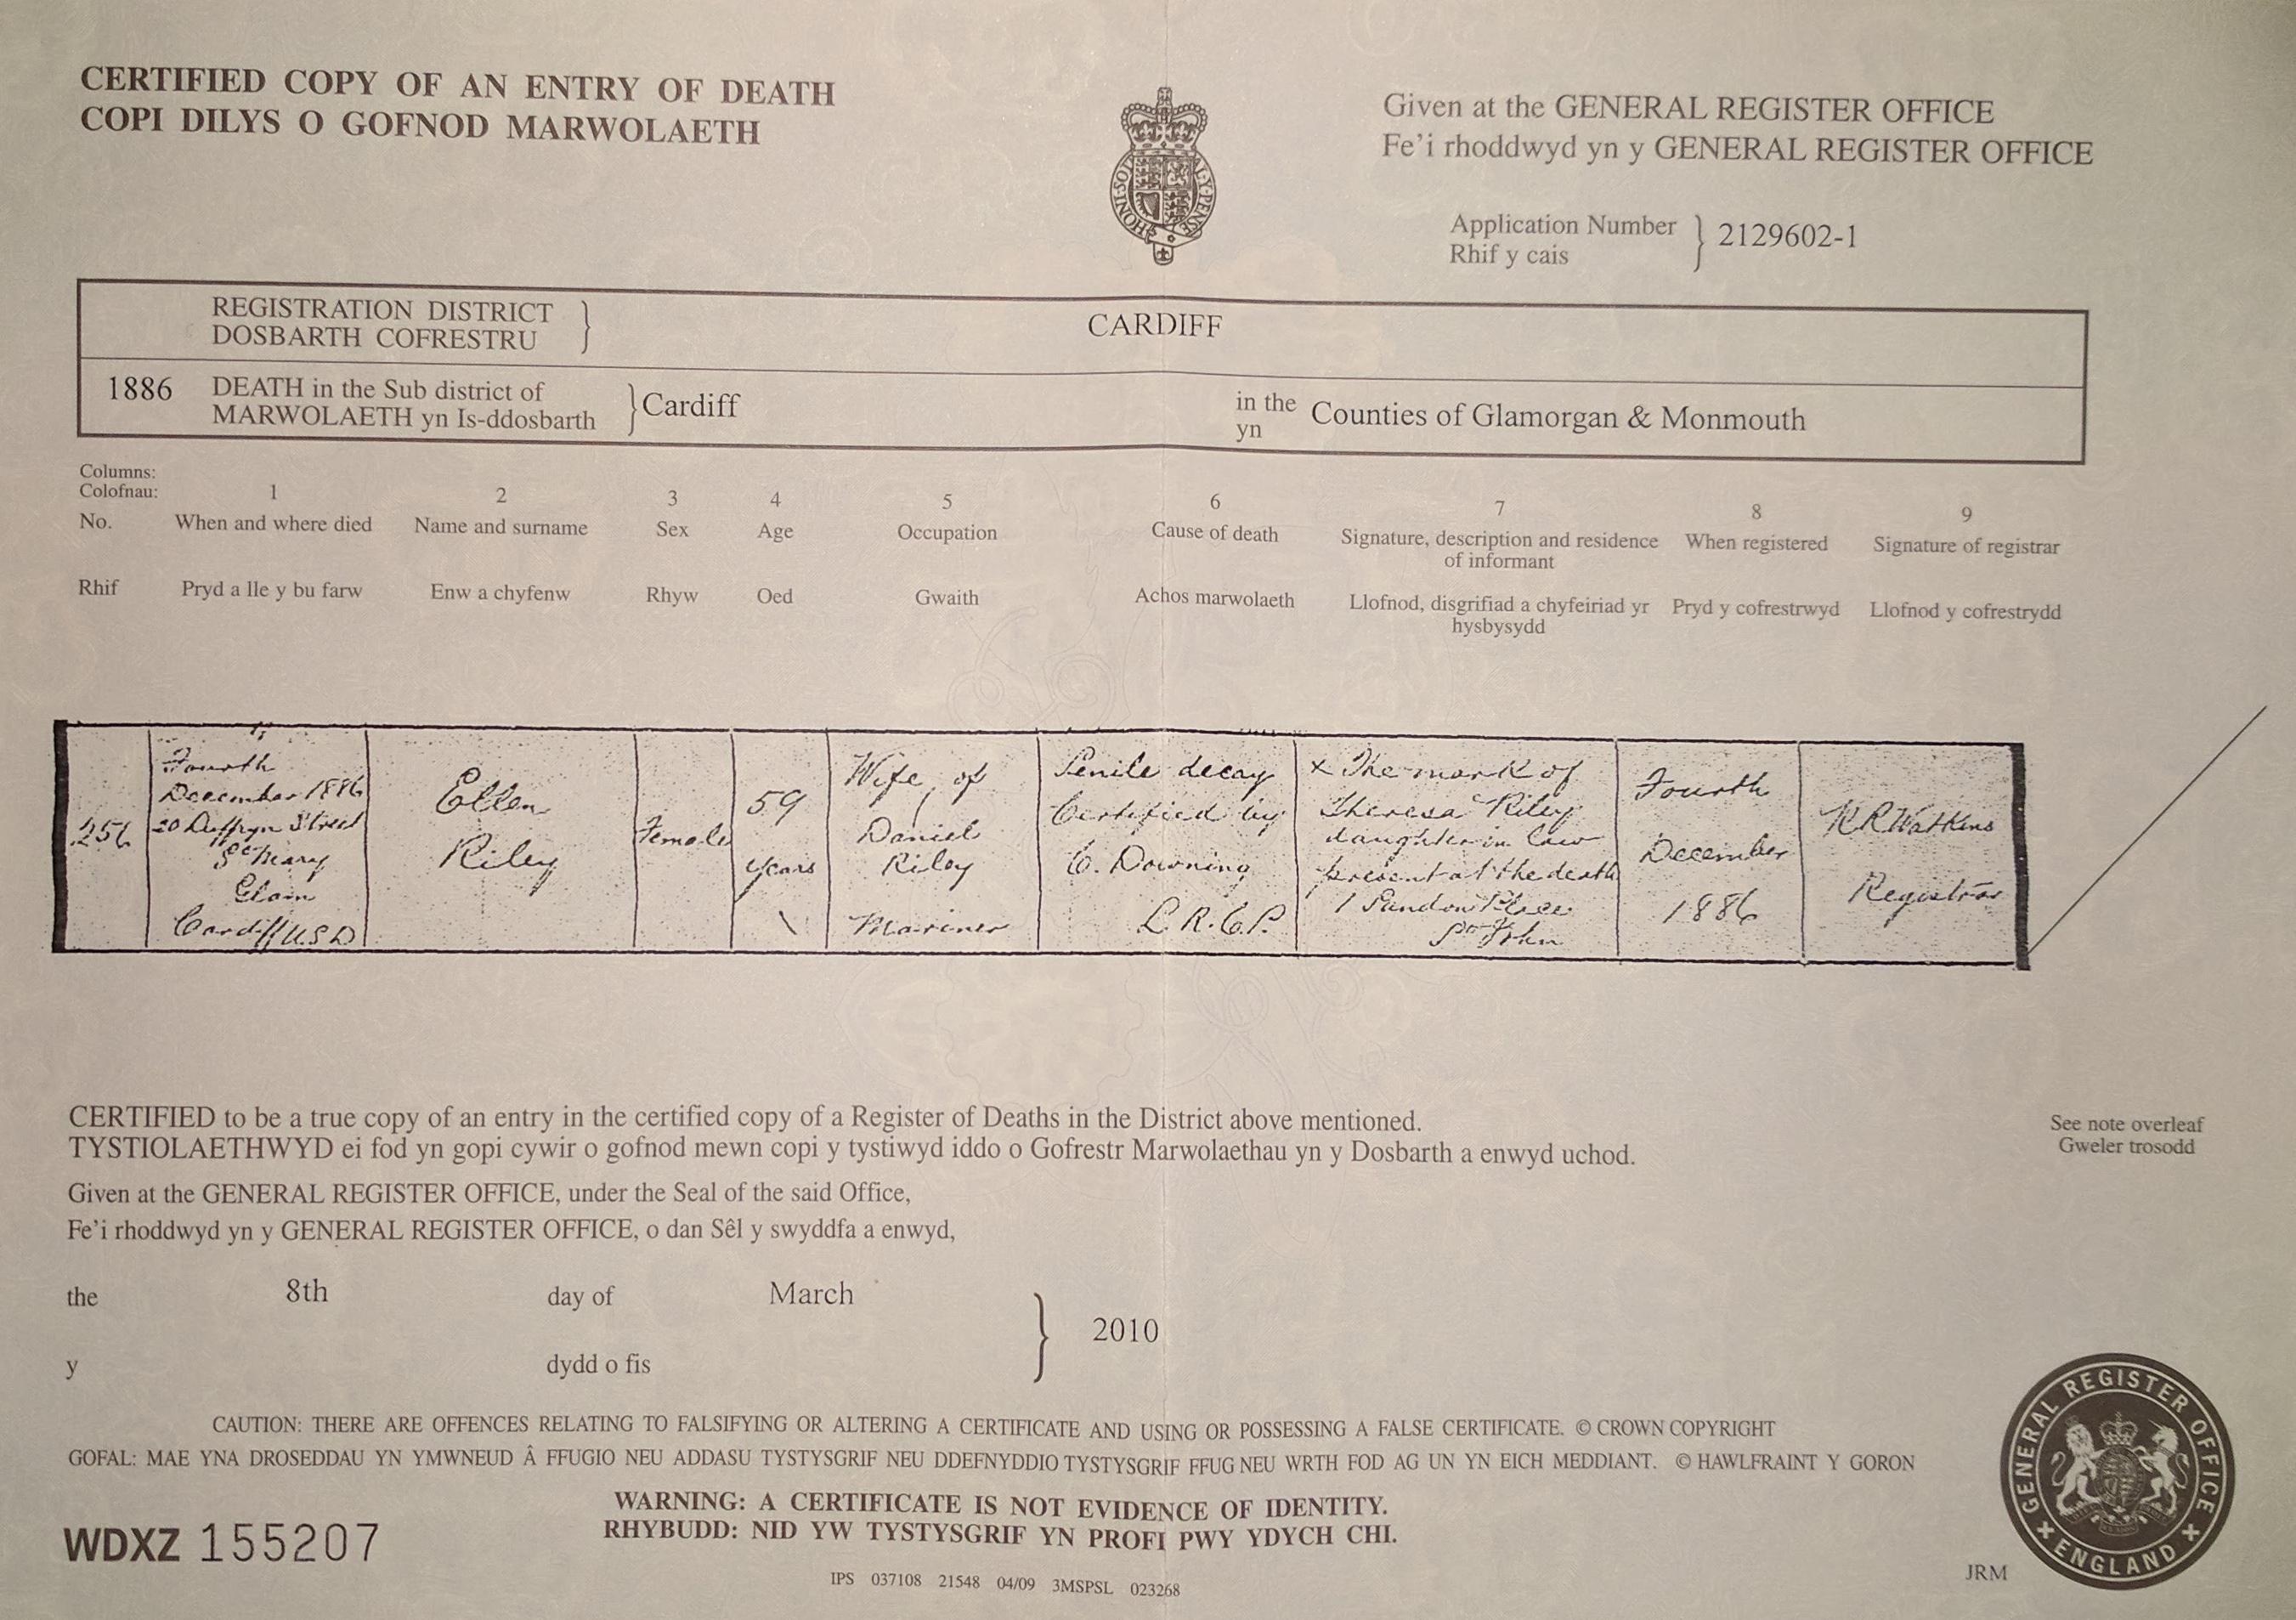 CERTIFIED COPY OF AN ENTRY OF DEATH
COPI DILYS O GOFNOD MARWOLAETH
HONI SOI
Y PENSE
Given at the GENERAL REGISTER OFFICE
Fe'i rhoddwyd yn y GENERAL REGISTER OFFICE
Application Number
Rhif y cais
2129602-1
REGISTRATION DISTRICT
DOSBARTH COFRESTRU
CARDIFF
1886
DEATH in the Sub district of
MARWOLAETH yn Is-ddosbarth
Cardiff
in the
yn
Counties of Glamorgan & Monmouth
Columns:
Colofnau:
1 2 3 4 5 6 7 8 9
No.
When and where died
Name and surname
Sex
Age
Occupation
Cause of death
Signature, description and residence
of informant
When registered
Signature of registrar
Rhif
Pryd a lle y bu farw
Enw a chyfenw
Rhyw
Oed
Gwaith
Achos marwolaeth
Llofnod, disgrifiad a chyfeiriad yr
hysbysydd
Pryd y cofrestrwyd
Llofnod y cofrestrydd
256
Fourth
December 1886
20 Duffryn Street
St Mary
Glam
Cardiff U.S.D
Ellen
Riley
Female
59
years
Wife of
Daniel
Riley
Mariner
Senile decay
Certified by
C. Downing
L.R.C.P.
x The mark of
Theresa Riley
daughter in law
present at the death
1 Place
St John
Fourth
December
1886
Watkins
Registrar
CERTIFIED to be a true copy of an entry in the certified copy of a Register of Deaths in the District above mentioned.
TYSTIOLAETHWYD ei fod yn gopi cywir o gofnod mewn copi y tystiwyd iddo o Gofrestr Marwolaethau yn y Dosbarth a enwyd uchod.
See note overleaf
Gweler trosodd
Given at the GENERAL REGISTER OFFICE, under the Seal of the said Office,
Fe'i rhoddwyd yn y GENERAL REGISTER OFFICE, o dan Sêl y swyddfa a enwyd,
the 8th day of March
2010
y dydd o fis
CAUTION: THERE ARE OFFENCES RELATING TO FALSIFYING OR ALTERING A CERTIFICATE AND USING OR POSSESSING A FALSE CERTIFICATE. © CROWN COPYRIGHT
GOFAL: MAE YNA DROSEDDAU YN YMWNEUD Â FFUGIO NEU ADDASU TYSTYSGRIF NEU DDEFNYDDIO TYSTYSGRIF FFUG NEU WRTH FOD AG UN YN EICH MEDDIANT. © HAWLFRAINT Y GORON
WARNING: A CERTIFICATE IS NOT EVIDENCE OF IDENTITY.
RHYBUDD: NID YW TYSTYSGRIF YN PROFI PWY YDYCH CHI.
WDXZ 155207
IPS 037108 21548 04/09 3MSPSL 023268
JRM
GENERAL REGISTER OFFICE
ENGLAND